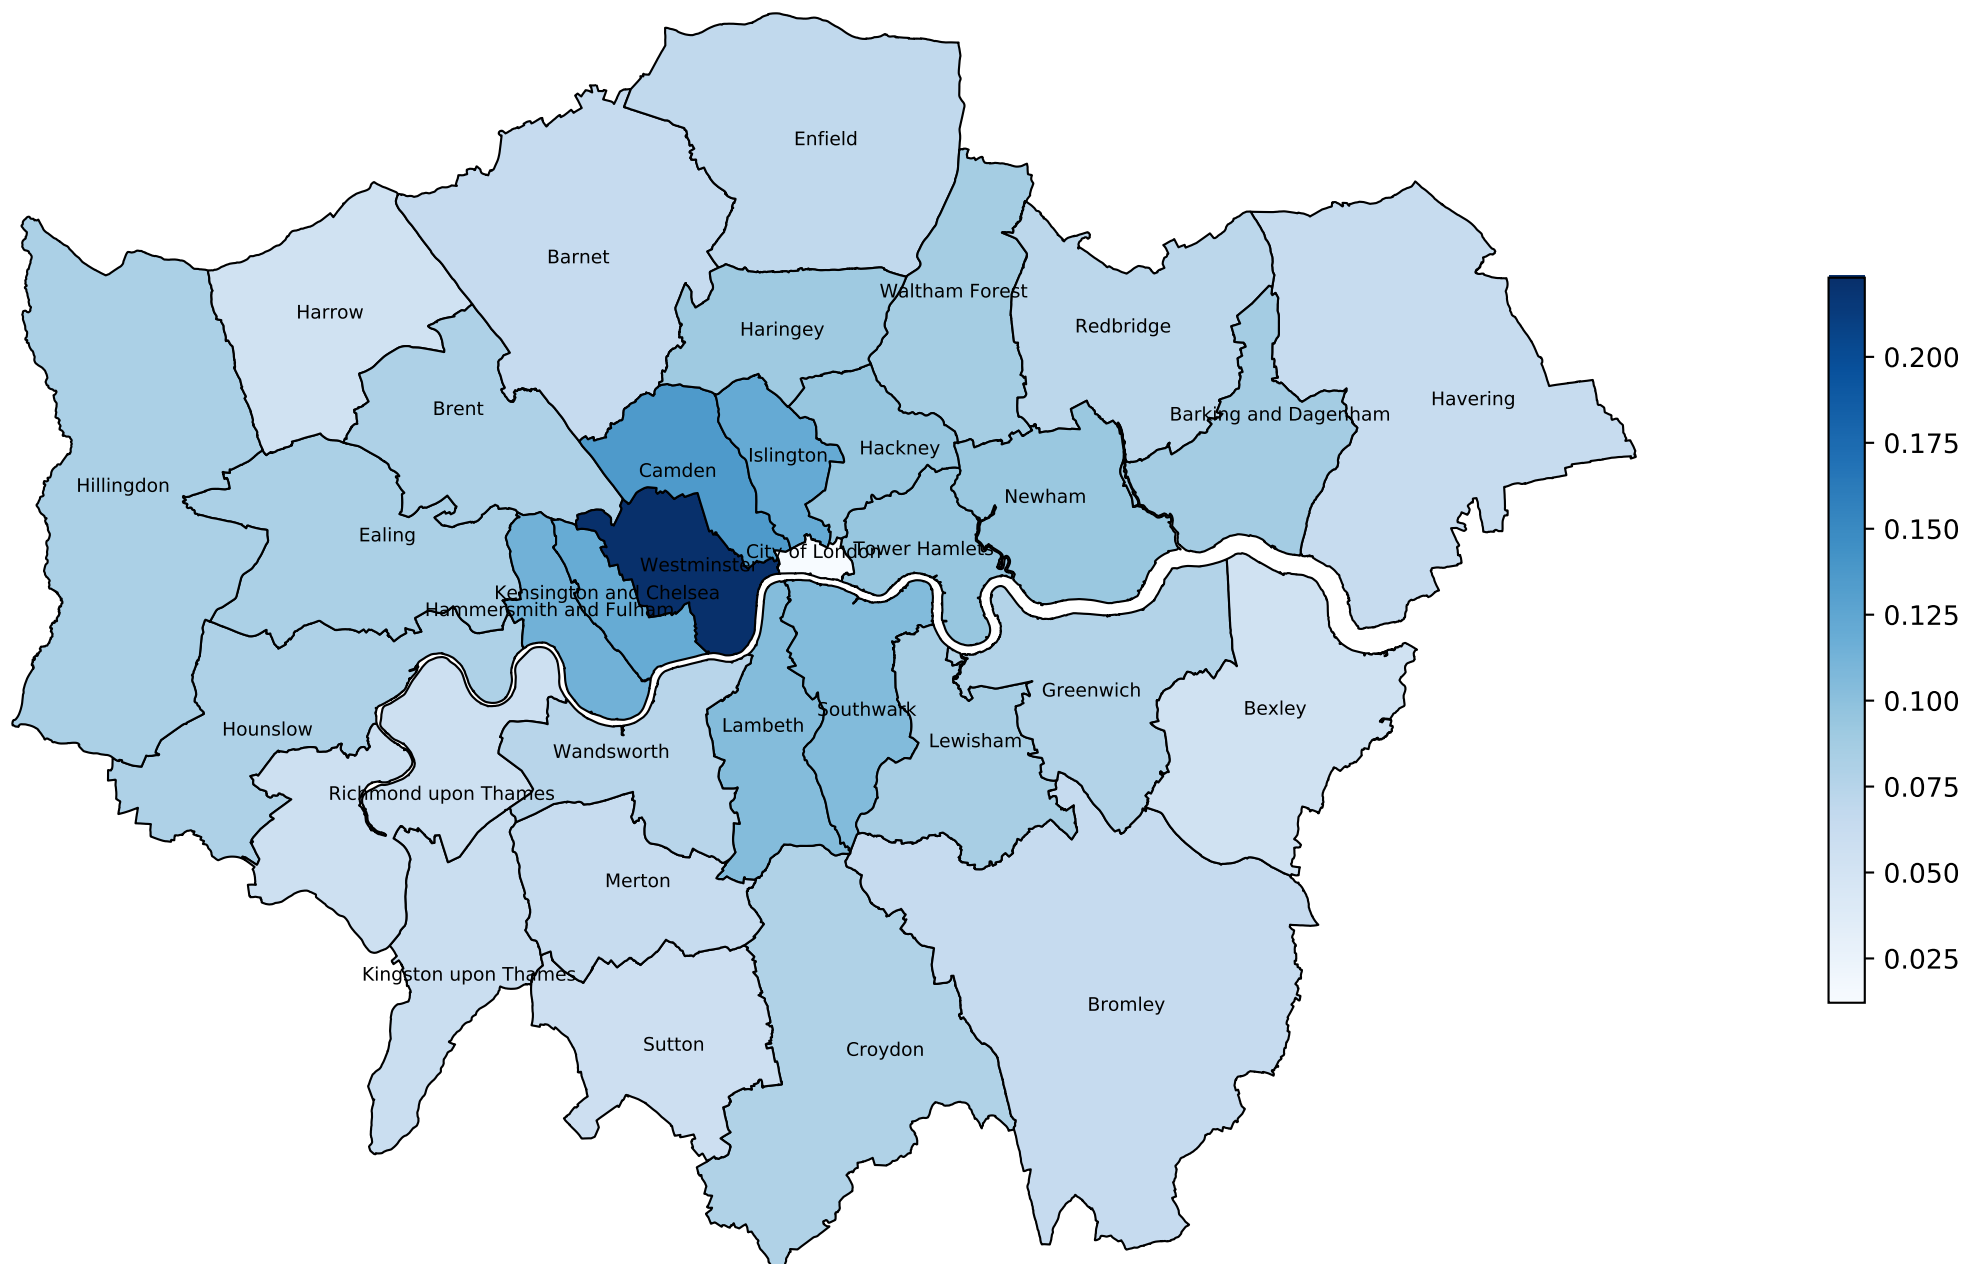 Enfield
Barnet
Waltham Forest
Harrow
Haringey
Redbridge
Brent
Barking and Dagenham
Havering
Hackney
Islington
Camden
Hillingdon
Newham
Ealing
City of London
Tower Hamlets
Westminster
Kensington and Chelsea
Hammersmith and Fulham
Greenwich
Bexley
Southwark
Lambeth
Hounslow
Lewisham
Wandsworth
Richmond upon Thames
Merton
Kingston upon Thames
Bromley
Sutton
Croydon
0.200
0.175
0.150
0.125
0.100
0.075
0.050
0.025